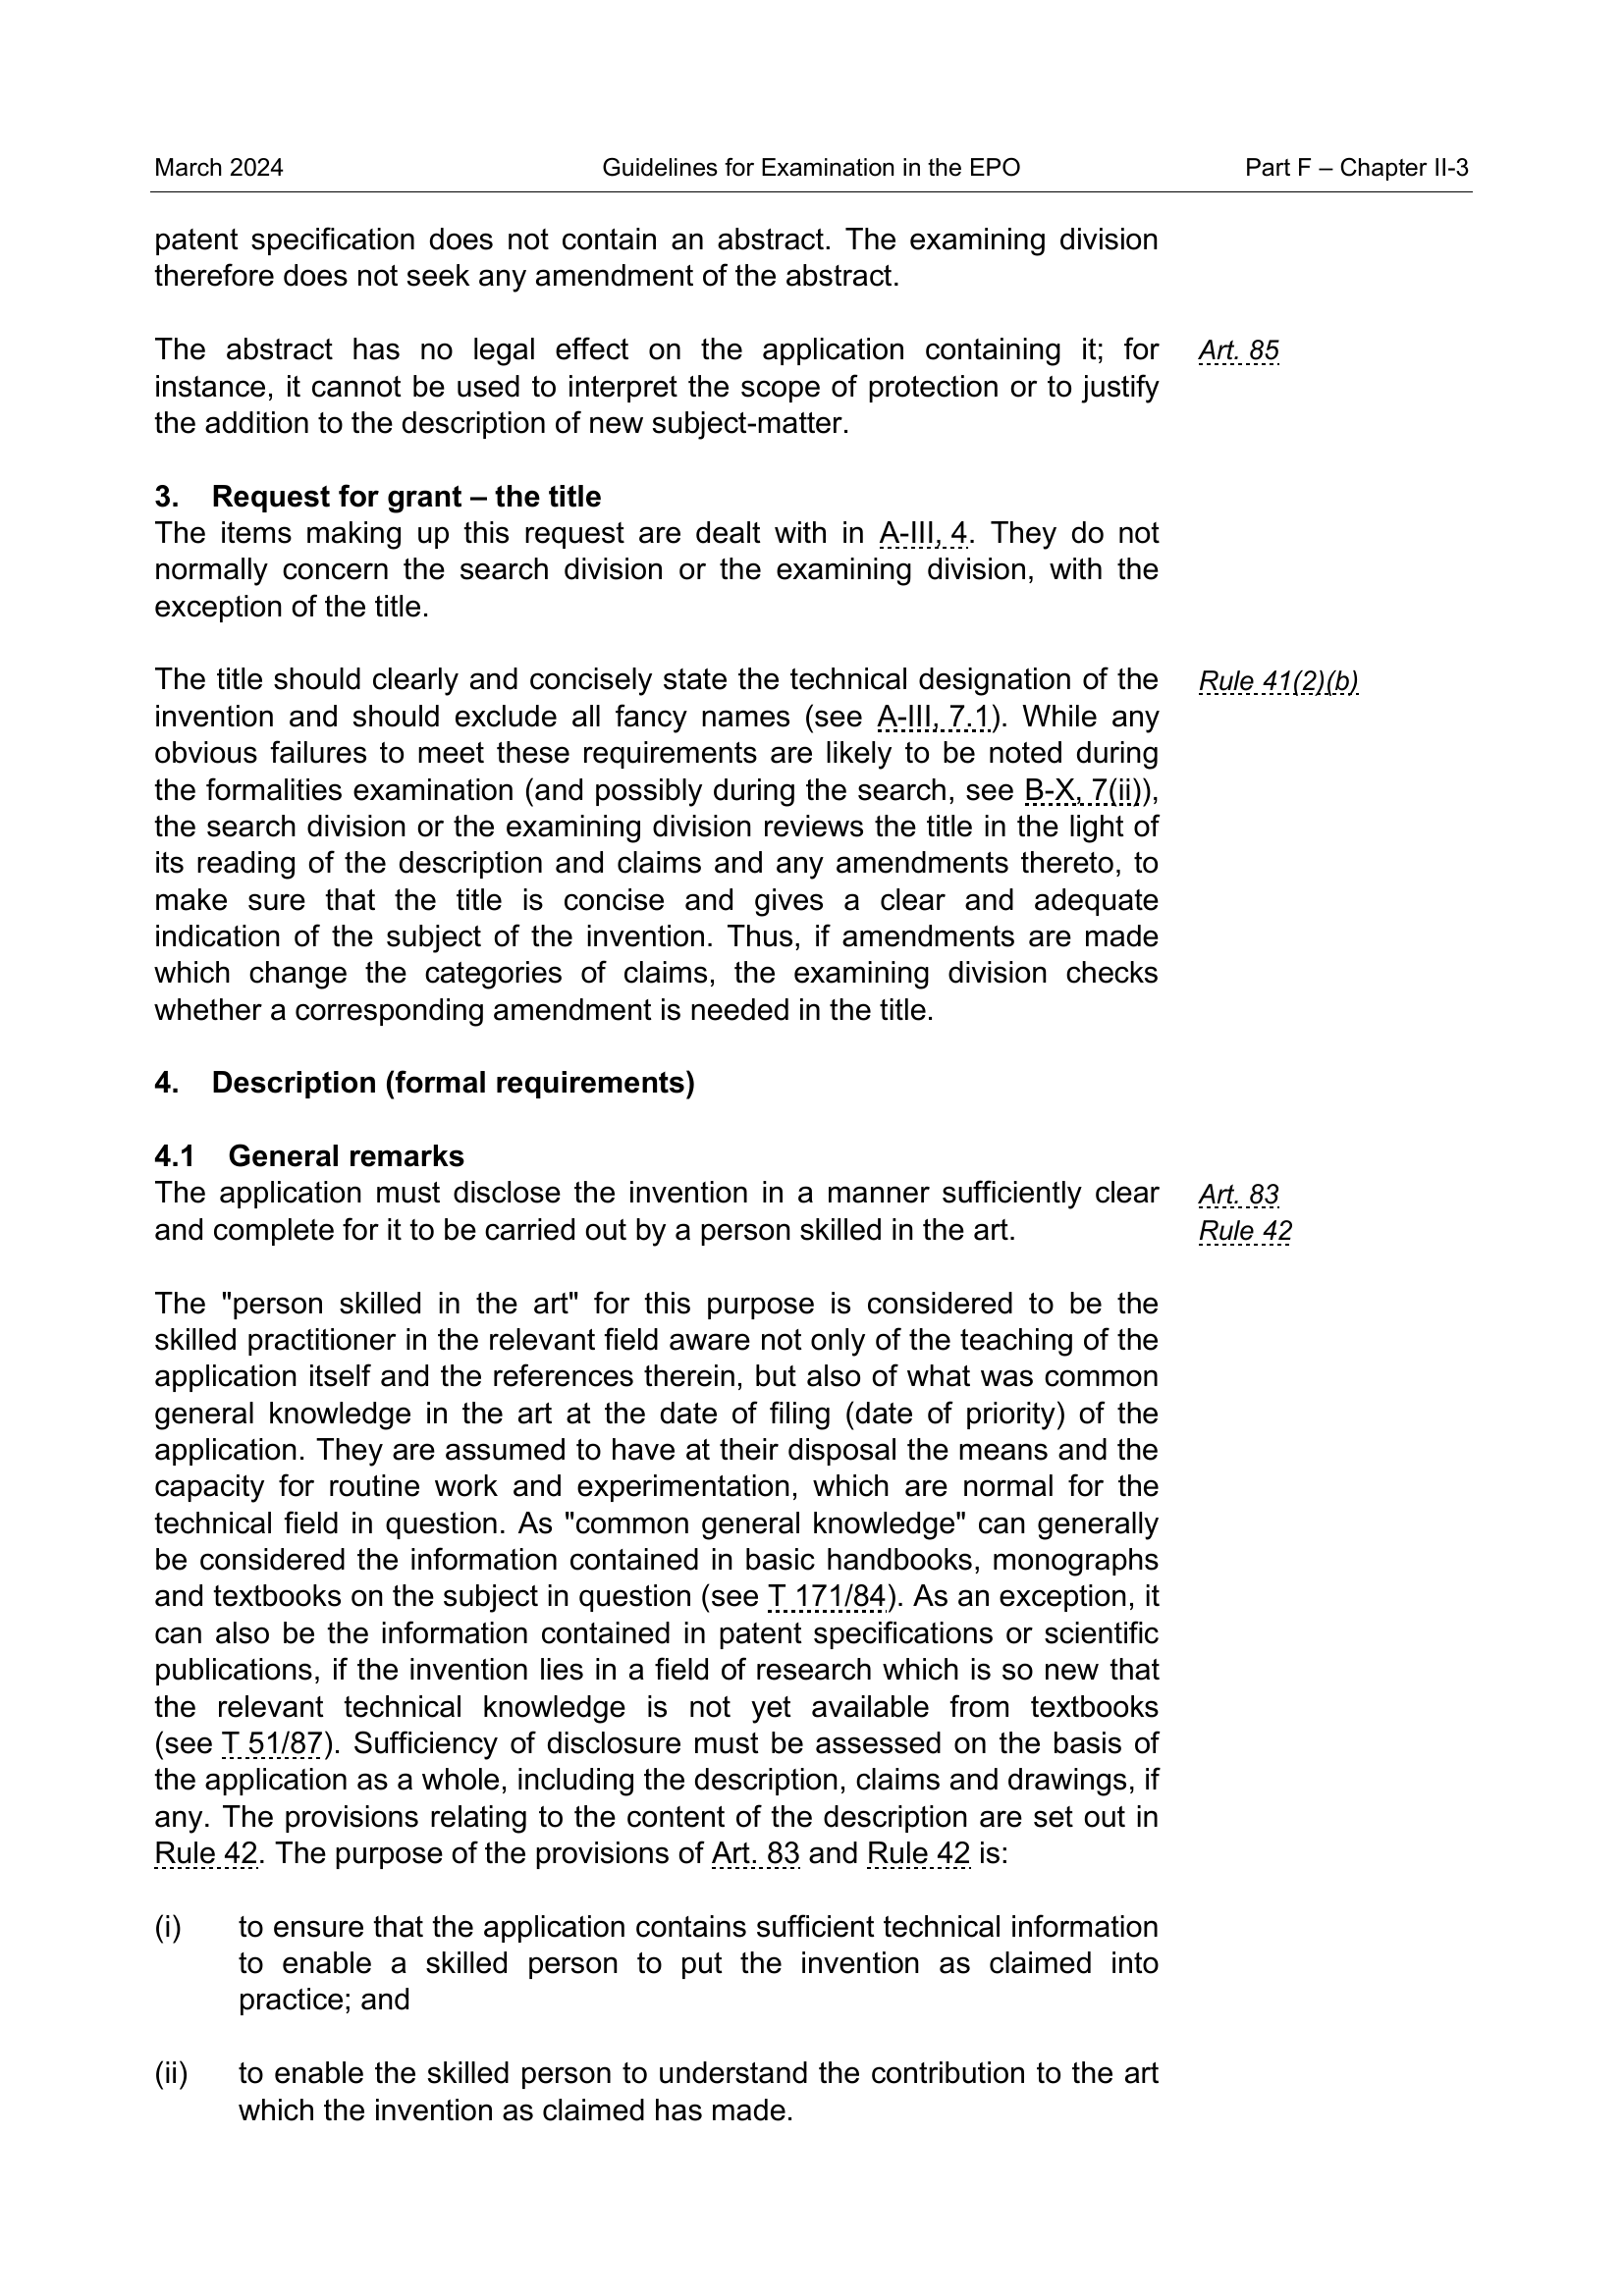 March 2024 Guidelines for Examination in the EPO Part F – Chapter II-3
patent specification does not contain an abstract. The examining division
therefore does not seek any amendment of the abstract.
The abstract has no legal effect on the application containing it; for Art. 85
instance, it cannot be used to interpret the scope of protection or to justify
the addition to the description of new subject-matter.
3. Request for grant – the title
The items making up this request are dealt with in A-III, 4. They do not
normally concern the search division or the examining division, with the
exception of the title.
The title should clearly and concisely state the technical designation of the Rule 41(2)(b)
invention and should exclude all fancy names (see A-III, 7.1). While any
obvious failures to meet these requirements are likely to be noted during
the formalities examination (and possibly during the search, see B-X, 7(ii)),
the search division or the examining division reviews the title in the light of
its reading of the description and claims and any amendments thereto, to
make sure that the title is concise and gives a clear and adequate
indication of the subject of the invention. Thus, if amendments are made
which change the categories of claims, the examining division checks
whether a corresponding amendment is needed in the title.
4. Description (formal requirements)
4.1 General remarks
The application must disclose the invention in a manner sufficiently clear Art. 83
and complete for it to be carried out by a person skilled in the art. Rule 42
The "person skilled in the art" for this purpose is considered to be the
skilled practitioner in the relevant field aware not only of the teaching of the
application itself and the references therein, but also of what was common
general knowledge in the art at the date of filing (date of priority) of the
application. They are assumed to have at their disposal the means and the
capacity for routine work and experimentation, which are normal for the
technical field in question. As "common general knowledge" can generally
be considered the information contained in basic handbooks, monographs
and textbooks on the subject in question (see T 171/84). As an exception, it
can also be the information contained in patent specifications or scientific
publications, if the invention lies in a field of research which is so new that
the relevant technical knowledge is not yet available from textbooks
(see T 51/87). Sufficiency of disclosure must be assessed on the basis of
the application as a whole, including the description, claims and drawings, if
any. The provisions relating to the content of the description are set out in
Rule 42. The purpose of the provisions of Art. 83 and Rule 42 is:
(i) to ensure that the application contains sufficient technical information
to enable a skilled person to put the invention as claimed into
practice; and
(ii) to enable the skilled person to understand the contribution to the art
which the invention as claimed has made.